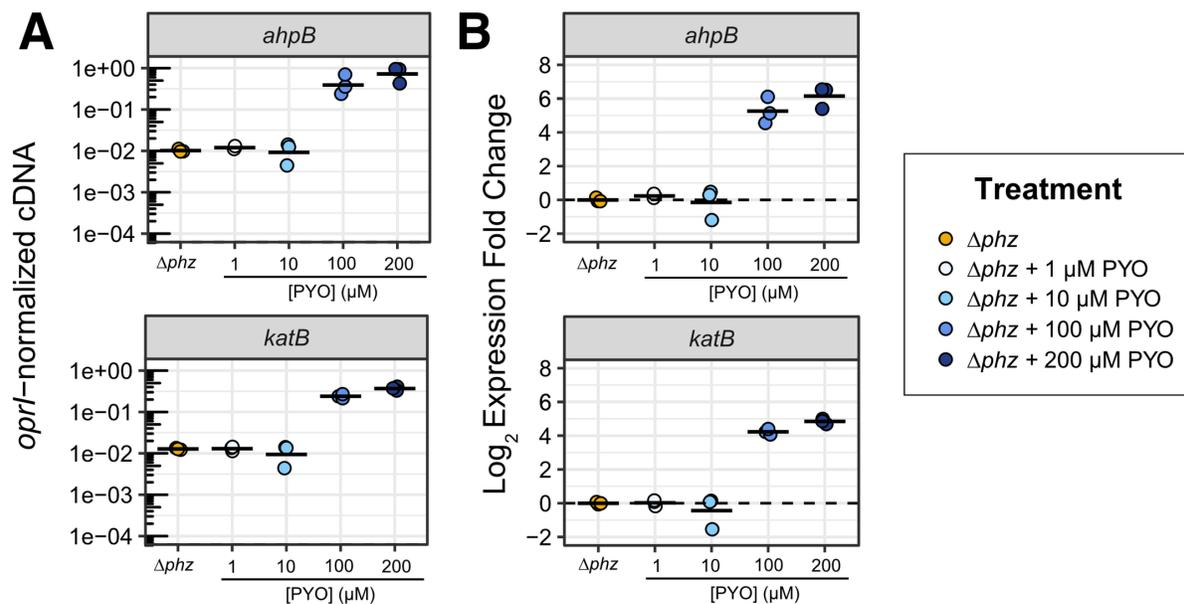 A
B
oprI–normalized cDNA
ahpB
1e+00
1e−01
1e−02
1e−03
1e−04
Δphz
1
10
100
200
[PYO] (µM)
katB
1e+00
1e−01
1e−02
1e−03
1e−04
Δphz
1
10
100
200
[PYO] (µM)
Log₂ Expression Fold Change
ahpB
8
6
4
2
0
−2
Δphz
1
10
100
200
[PYO] (µM)
katB
8
6
4
2
0
−2
Δphz
1
10
100
200
[PYO] (µM)
Treatment
Δphz
Δphz + 1 µM PYO
Δphz + 10 µM PYO
Δphz + 100 µM PYO
Δphz + 200 µM PYO